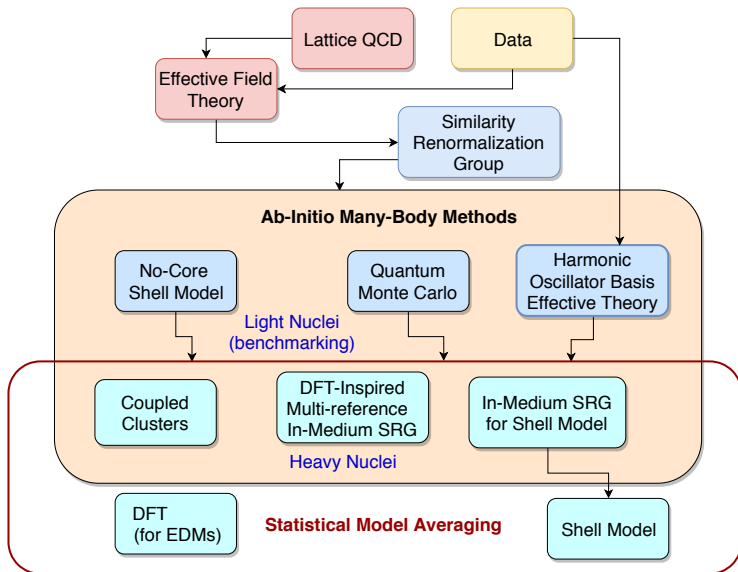 Lattice QCD
Data
Effective Field
Theory
Similarity
Renormalization
Group
Ab-Initio Many-Body Methods
No-Core
Shell Model
Quantum
Monte Carlo
Harmonic
Oscillator Basis
Effective Theory
Light Nuclei
(benchmarking)
Coupled
Clusters
DFT-Inspired
Multi-reference
In-Medium SRG
In-Medium SRG
for Shell Model
Heavy Nuclei
DFT
(for EDMs)
Statistical Model Averaging
Shell Model